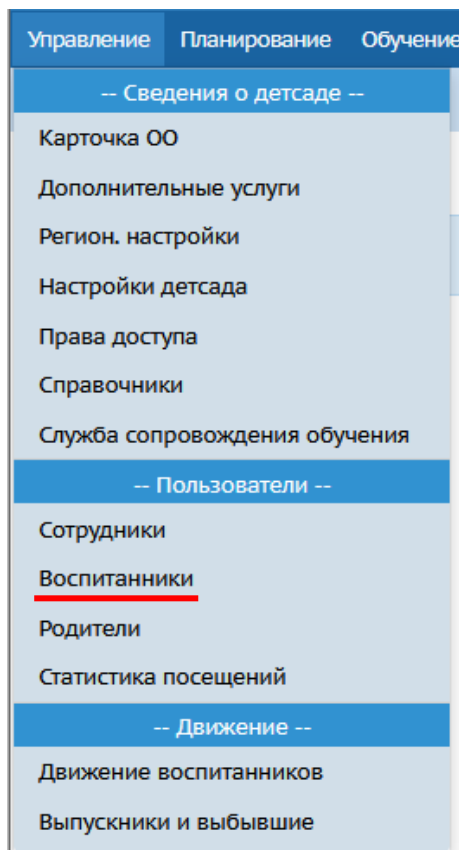 Управление Планирование Обучение
-- Сведения о детсаде --
Карточка ОО
Дополнительные услуги
Регион. настройки
Настройки детсада
Права доступа
Справочники
Служба сопровождения обучения
-- Пользователи --
Сотрудники
Воспитанники
Родители
Статистика посещений
-- Движение --
Движение воспитанников
Выпускники и выбывшие